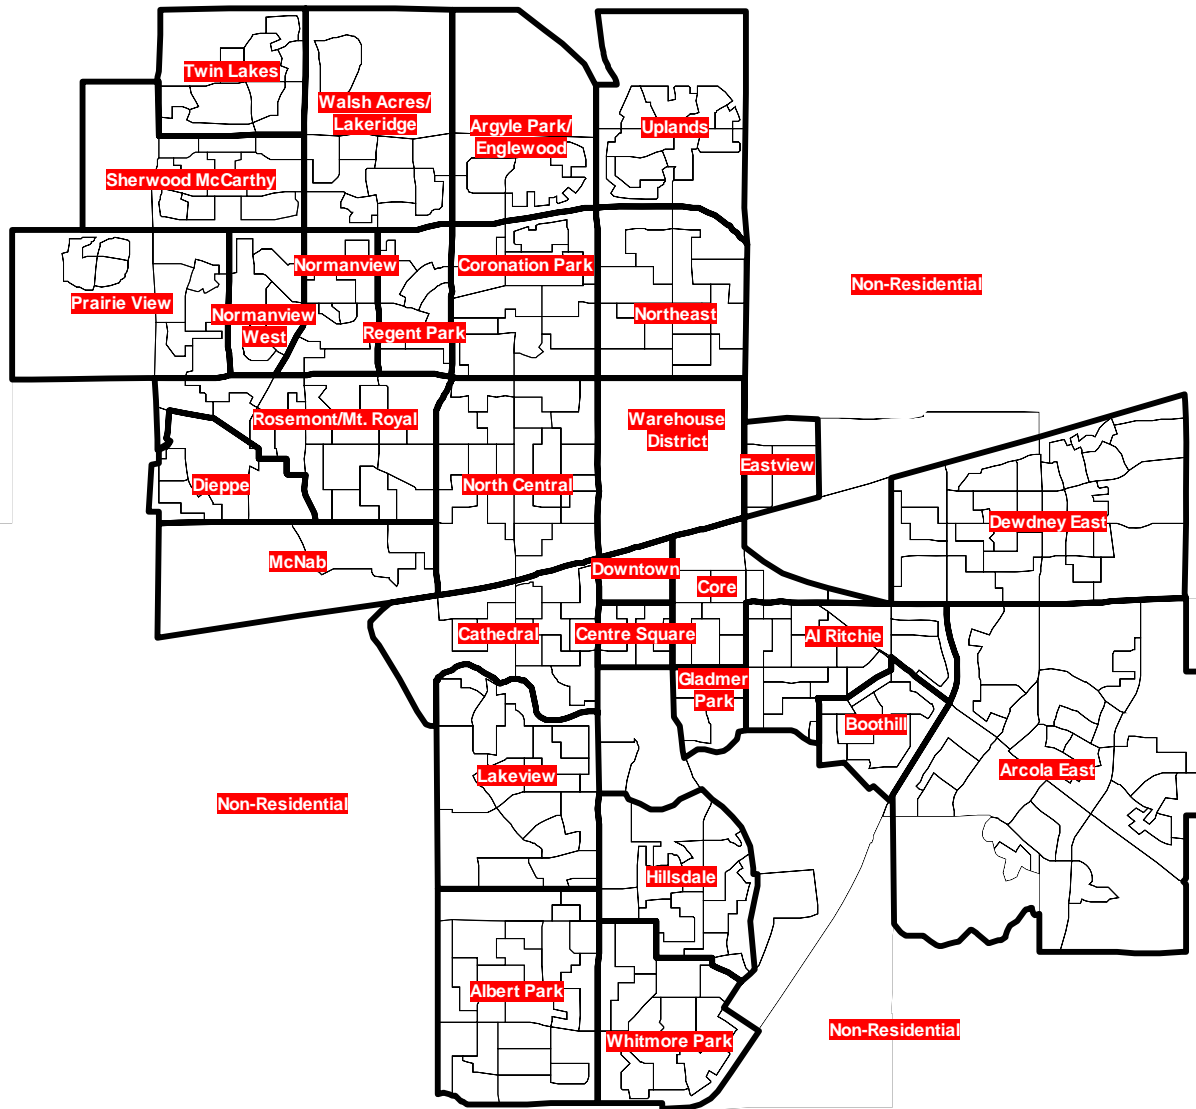 Twin Lakes
Walsh Acres/
Lakeridge
Argyle Park/
Englewood
Uplands
Sherwood McCarthy
Normanview
Coronation Park
Non-Residential
Prairie View
Normanview
West
Northeast
Regent Park
Rosemont/Mt. Royal
Warehouse
District
Eastview
Dieppe
North Central
Dewdney East
McNab
Downtown
Core
Cathedral
Centre Square
Al Ritchie
Gladmer
Park
Boothill
Lakeview
Arcola East
Non-Residential
Hillsdale
Albert Park
Whitmore Park
Non-Residential